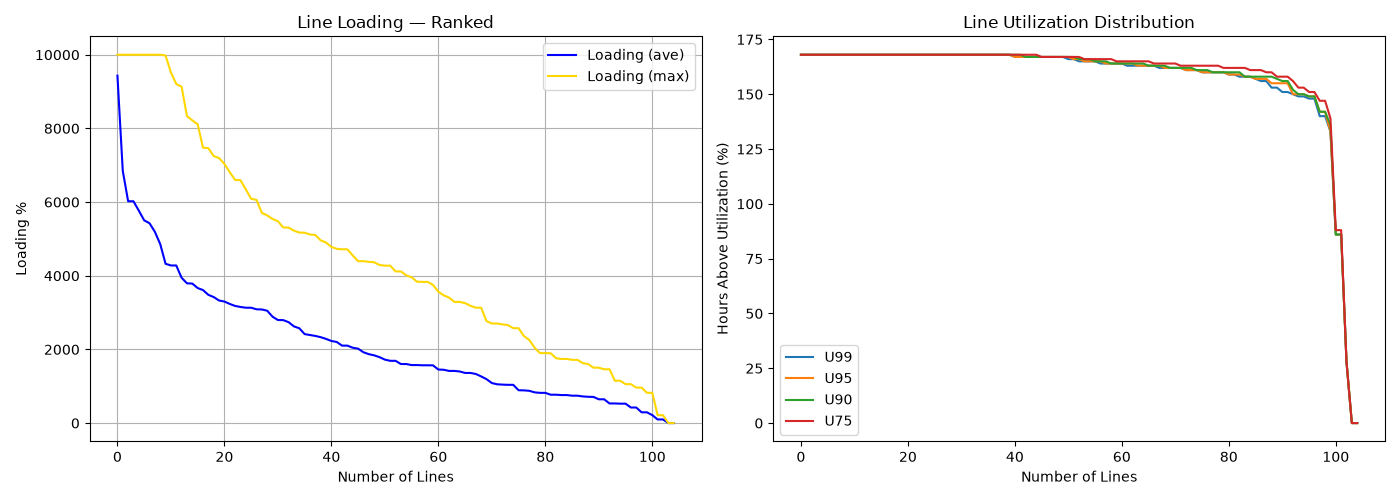 Line Loading — Ranked
Loading %
10000
8000
6000
4000
2000
0
Loading (ave)
Loading (max)
0 20 40 60 80 100
Number of Lines
Line Utilization Distribution
Hours Above Utilization (%)
175
150
125
100
75
50
25
0
U99
U95
U90
U75
0 20 40 60 80 100
Number of Lines